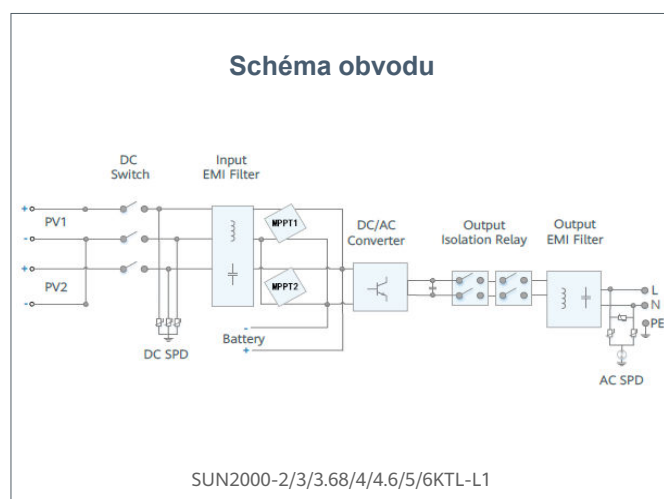 Schéma obvodu
DC
Switch
Input
EMI Filter
DC/AC
Converter
Output
Isolation Relay
Output
EMI Filter
+
PV1
-
+
PV2
-
MPPT1
MPPT2
DC SPD
Battery
-
+
L
N
PE
AC SPD
SUN2000-2/3/3.68/4/4.6/5/6KTL-L1